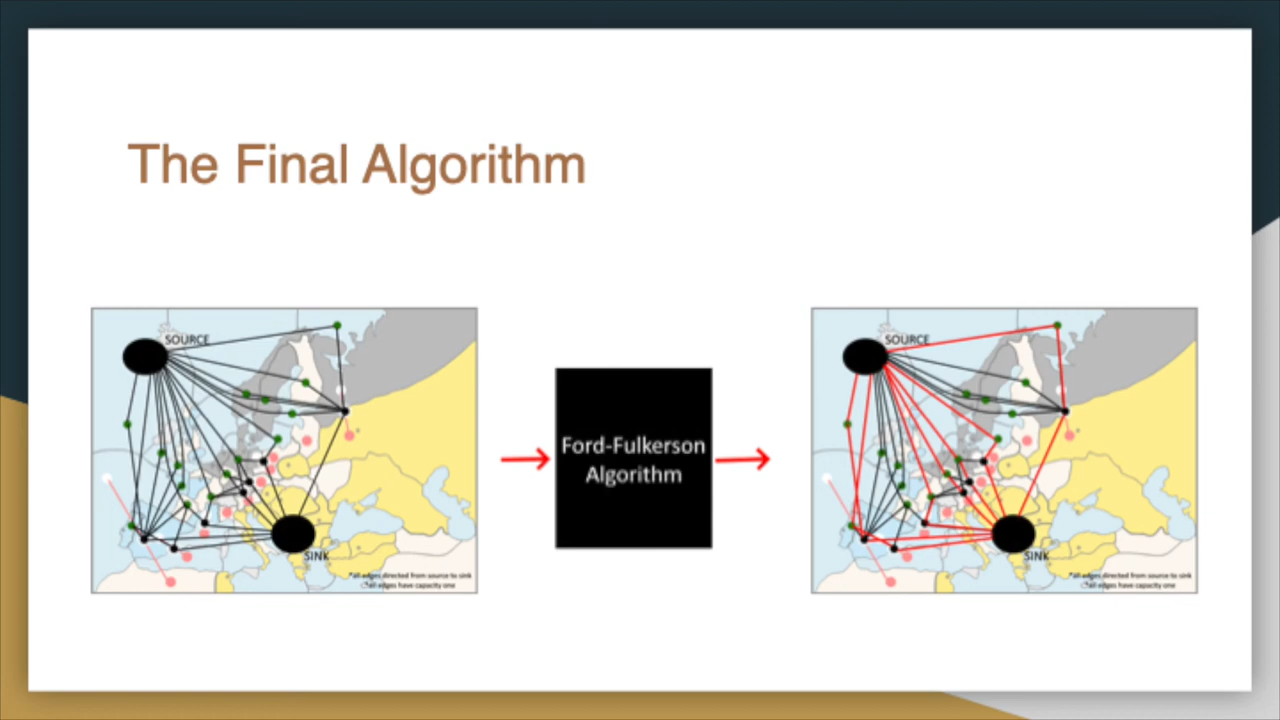 The Final Algorithm
SOURCE
SINK
*all edges directed from source to sink
all edges have capacity one
Ford-Fulkerson
Algorithm
SOURCE
SINK
*all edges directed from source to sink
all edges have capacity one